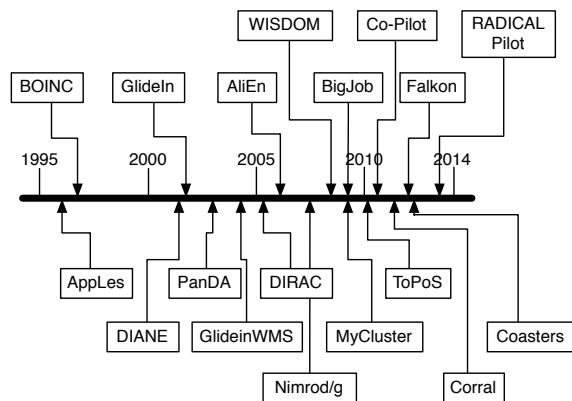 WISDOM
Co-Pilot
RADICAL
Pilot
BOINC
GlideIn
AliEn
BigJob
Falkon
1995
2000
2005
2010
2014
AppLes
PanDA
DIRAC
ToPoS
DIANE
GlideinWMS
MyCluster
Coasters
Nimrod/g
Corral